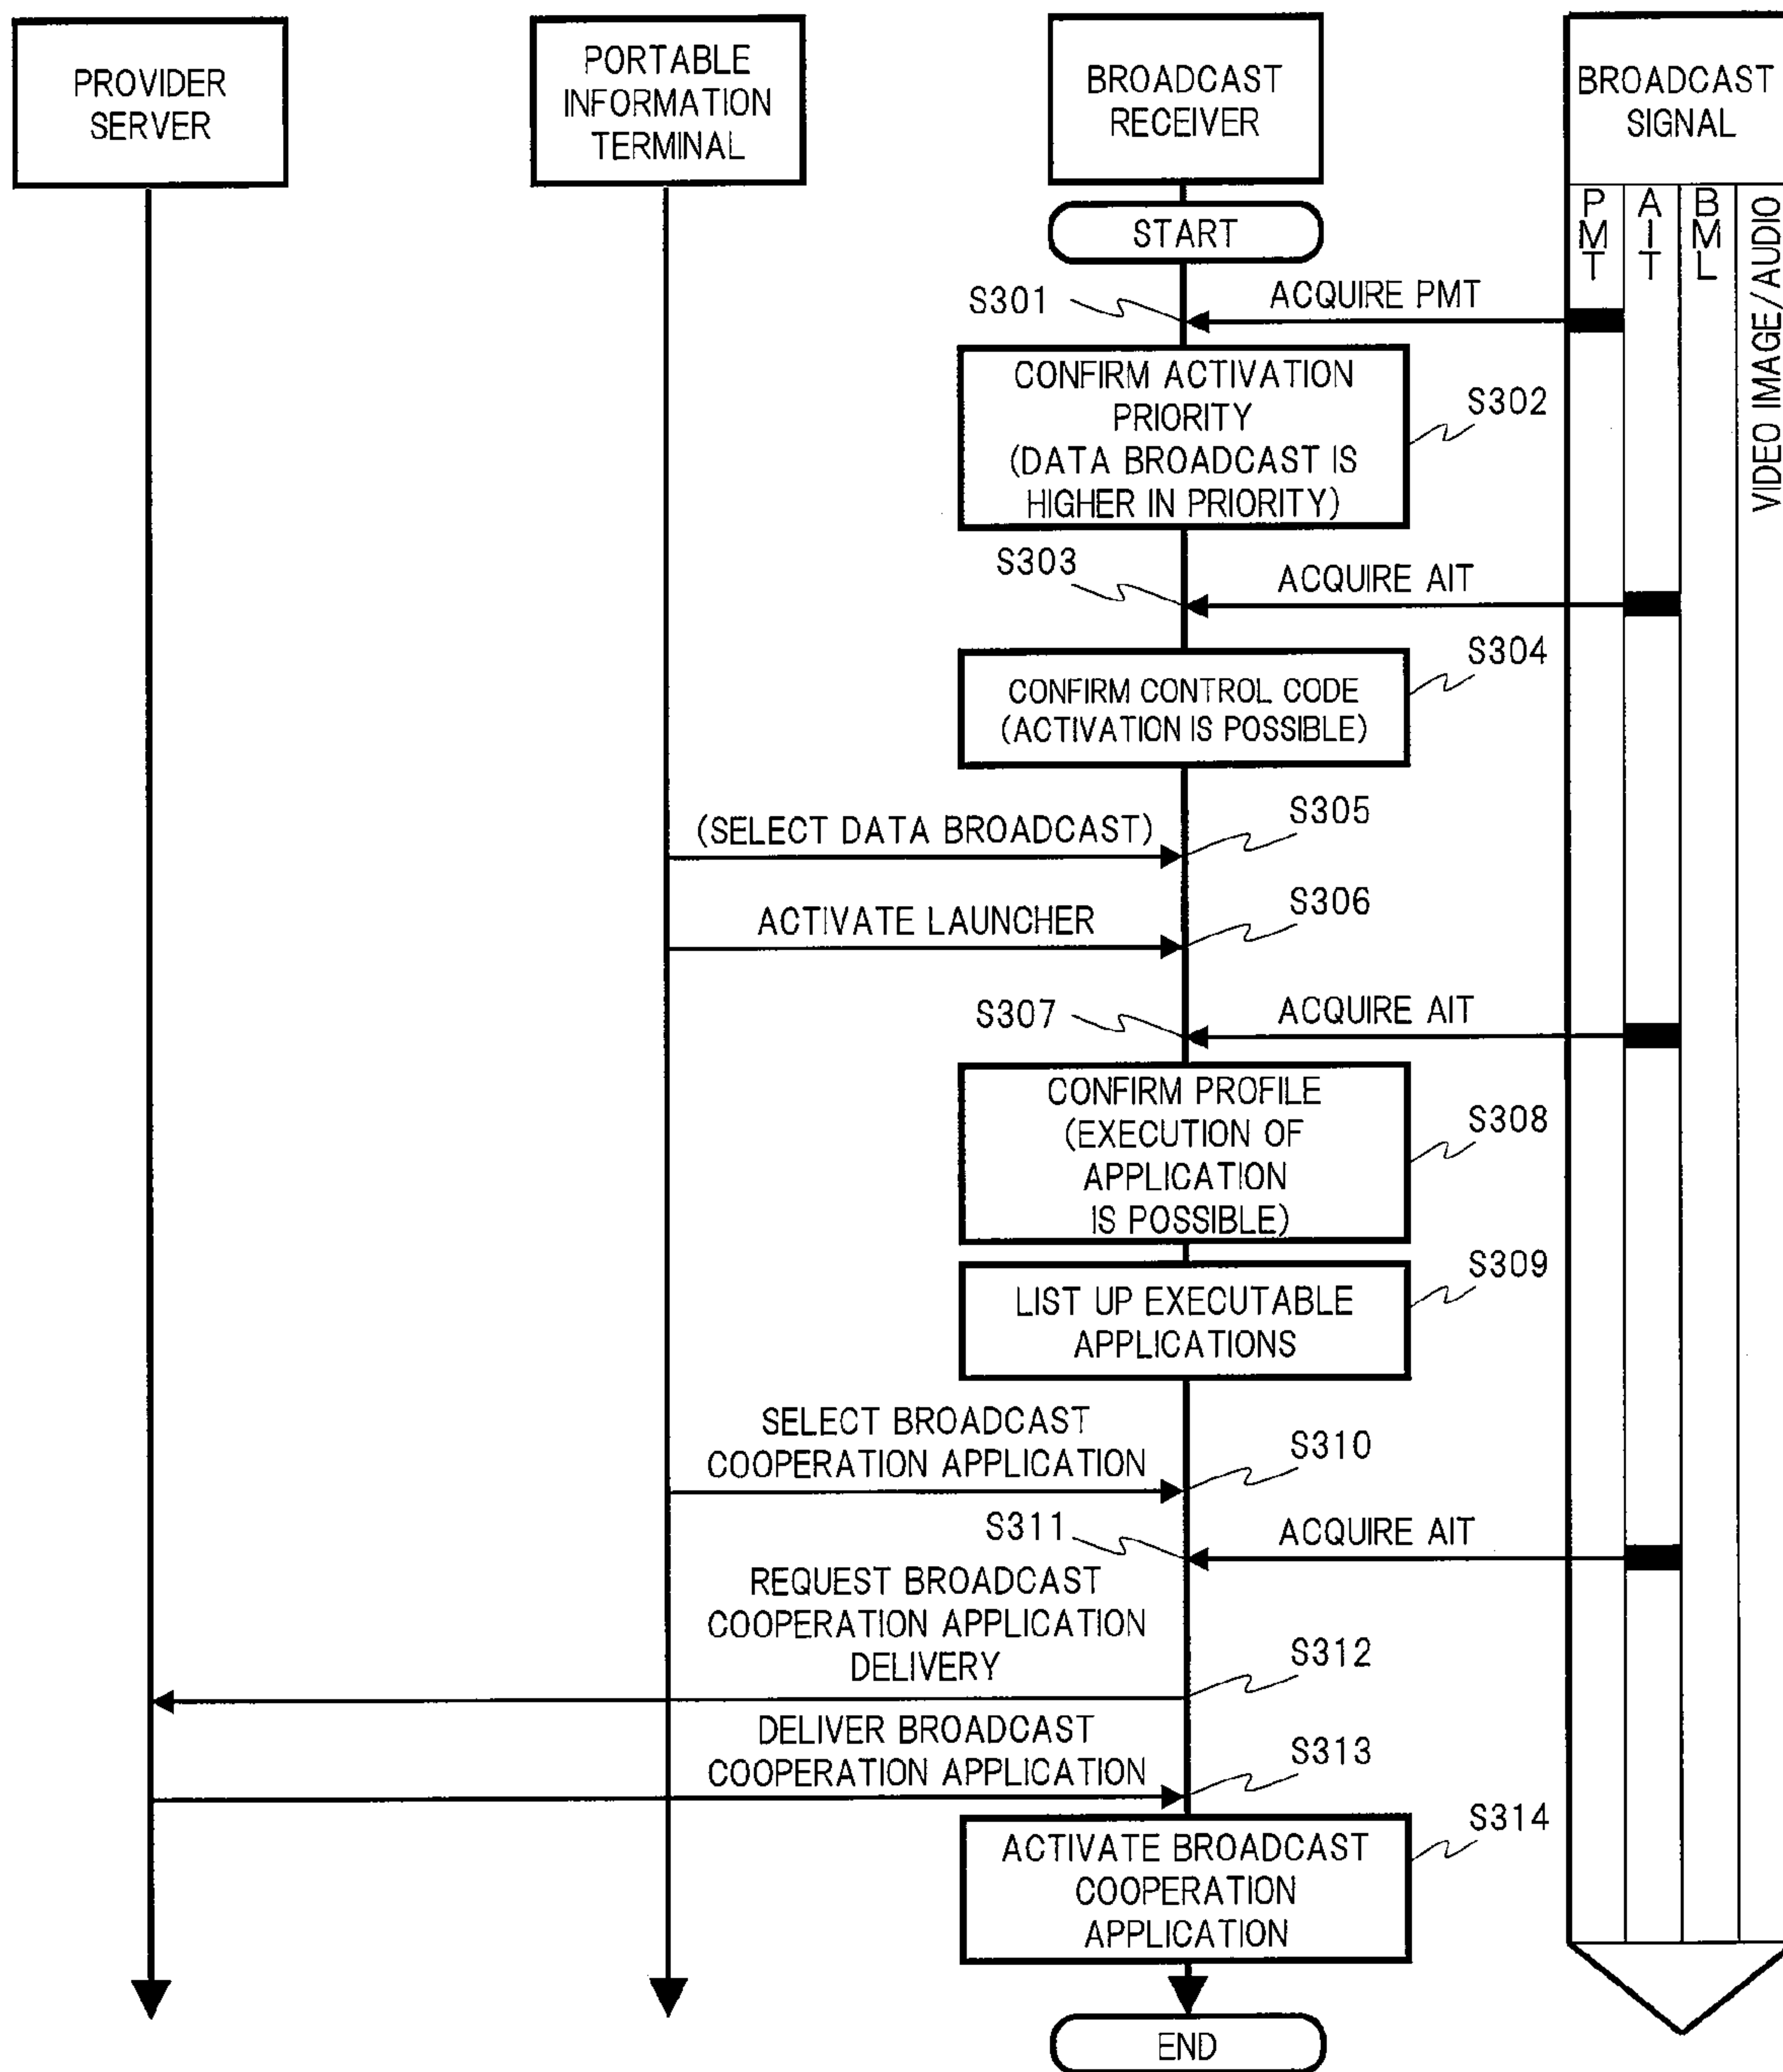 PROVIDER
SERVER
PORTABLE
INFORMATION
TERMINAL
BROADCAST
RECEIVER
BROADCAST
SIGNAL
PMT
AIT
BML
VIDEO IMAGE/AUDIO
START
S301
ACQUIRE PMT
CONFIRM ACTIVATION
PRIORITY
(DATA BROADCAST IS
HIGHER IN PRIORITY)
S302
S303
ACQUIRE AIT
S304
CONFIRM CONTROL CODE
(ACTIVATION IS POSSIBLE)
(SELECT DATA BROADCAST)
S305
ACTIVATE LAUNCHER
S306
S307
ACQUIRE AIT
CONFIRM PROFILE
(EXECUTION OF
APPLICATION
IS POSSIBLE)
S308
S309
LIST UP EXECUTABLE
APPLICATIONS
SELECT BROADCAST
COOPERATION APPLICATION
S310
S311
ACQUIRE AIT
REQUEST BROADCAST
COOPERATION APPLICATION
DELIVERY
S312
DELIVER BROADCAST
COOPERATION APPLICATION
S313
S314
ACTIVATE BROADCAST
COOPERATION
APPLICATION
END